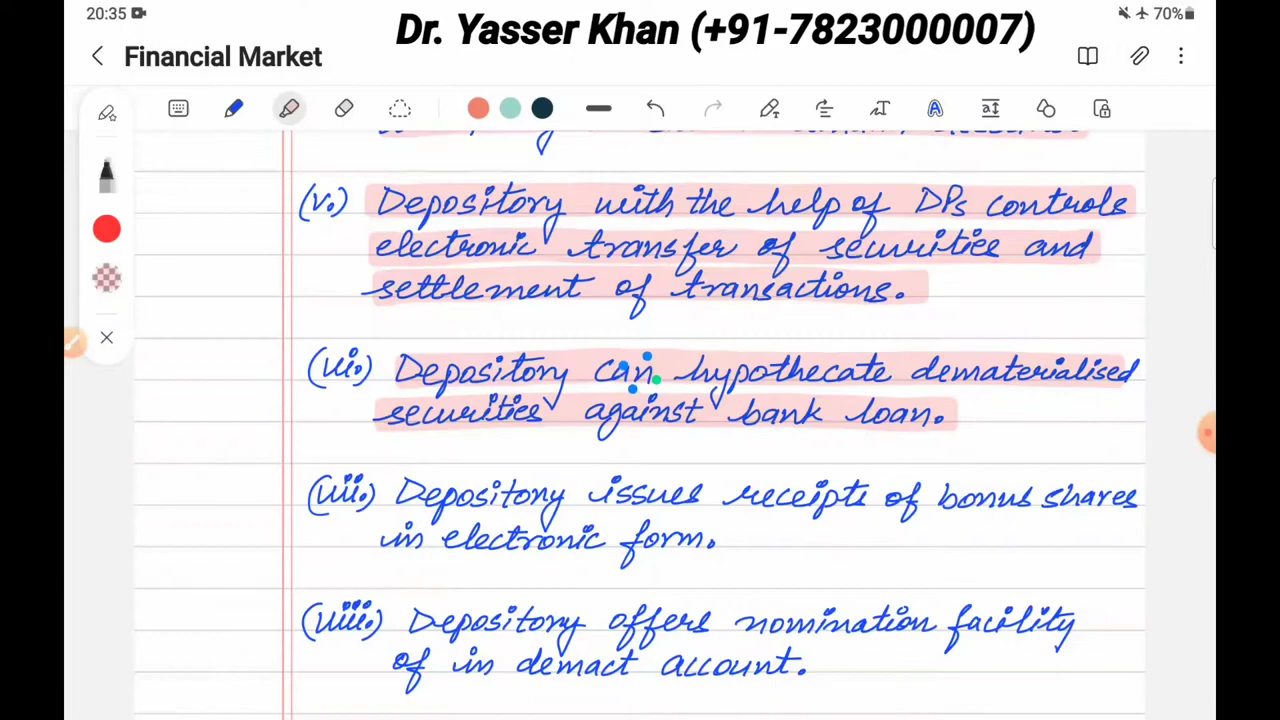 20:35
70%
Dr. Yasser Khan (+91-7823000007)
Financial Market
(v.) Depository with the help of DPs controls
electronic transfer of securities and
settlement of transactions.
(vi.) Depository can hypothecate dematerialised
securities against bank loan.
(vii.) Depository issues receipts of bonus shares
in electronic form.
(viii.) Depository offers nomination facility
of in demact account.